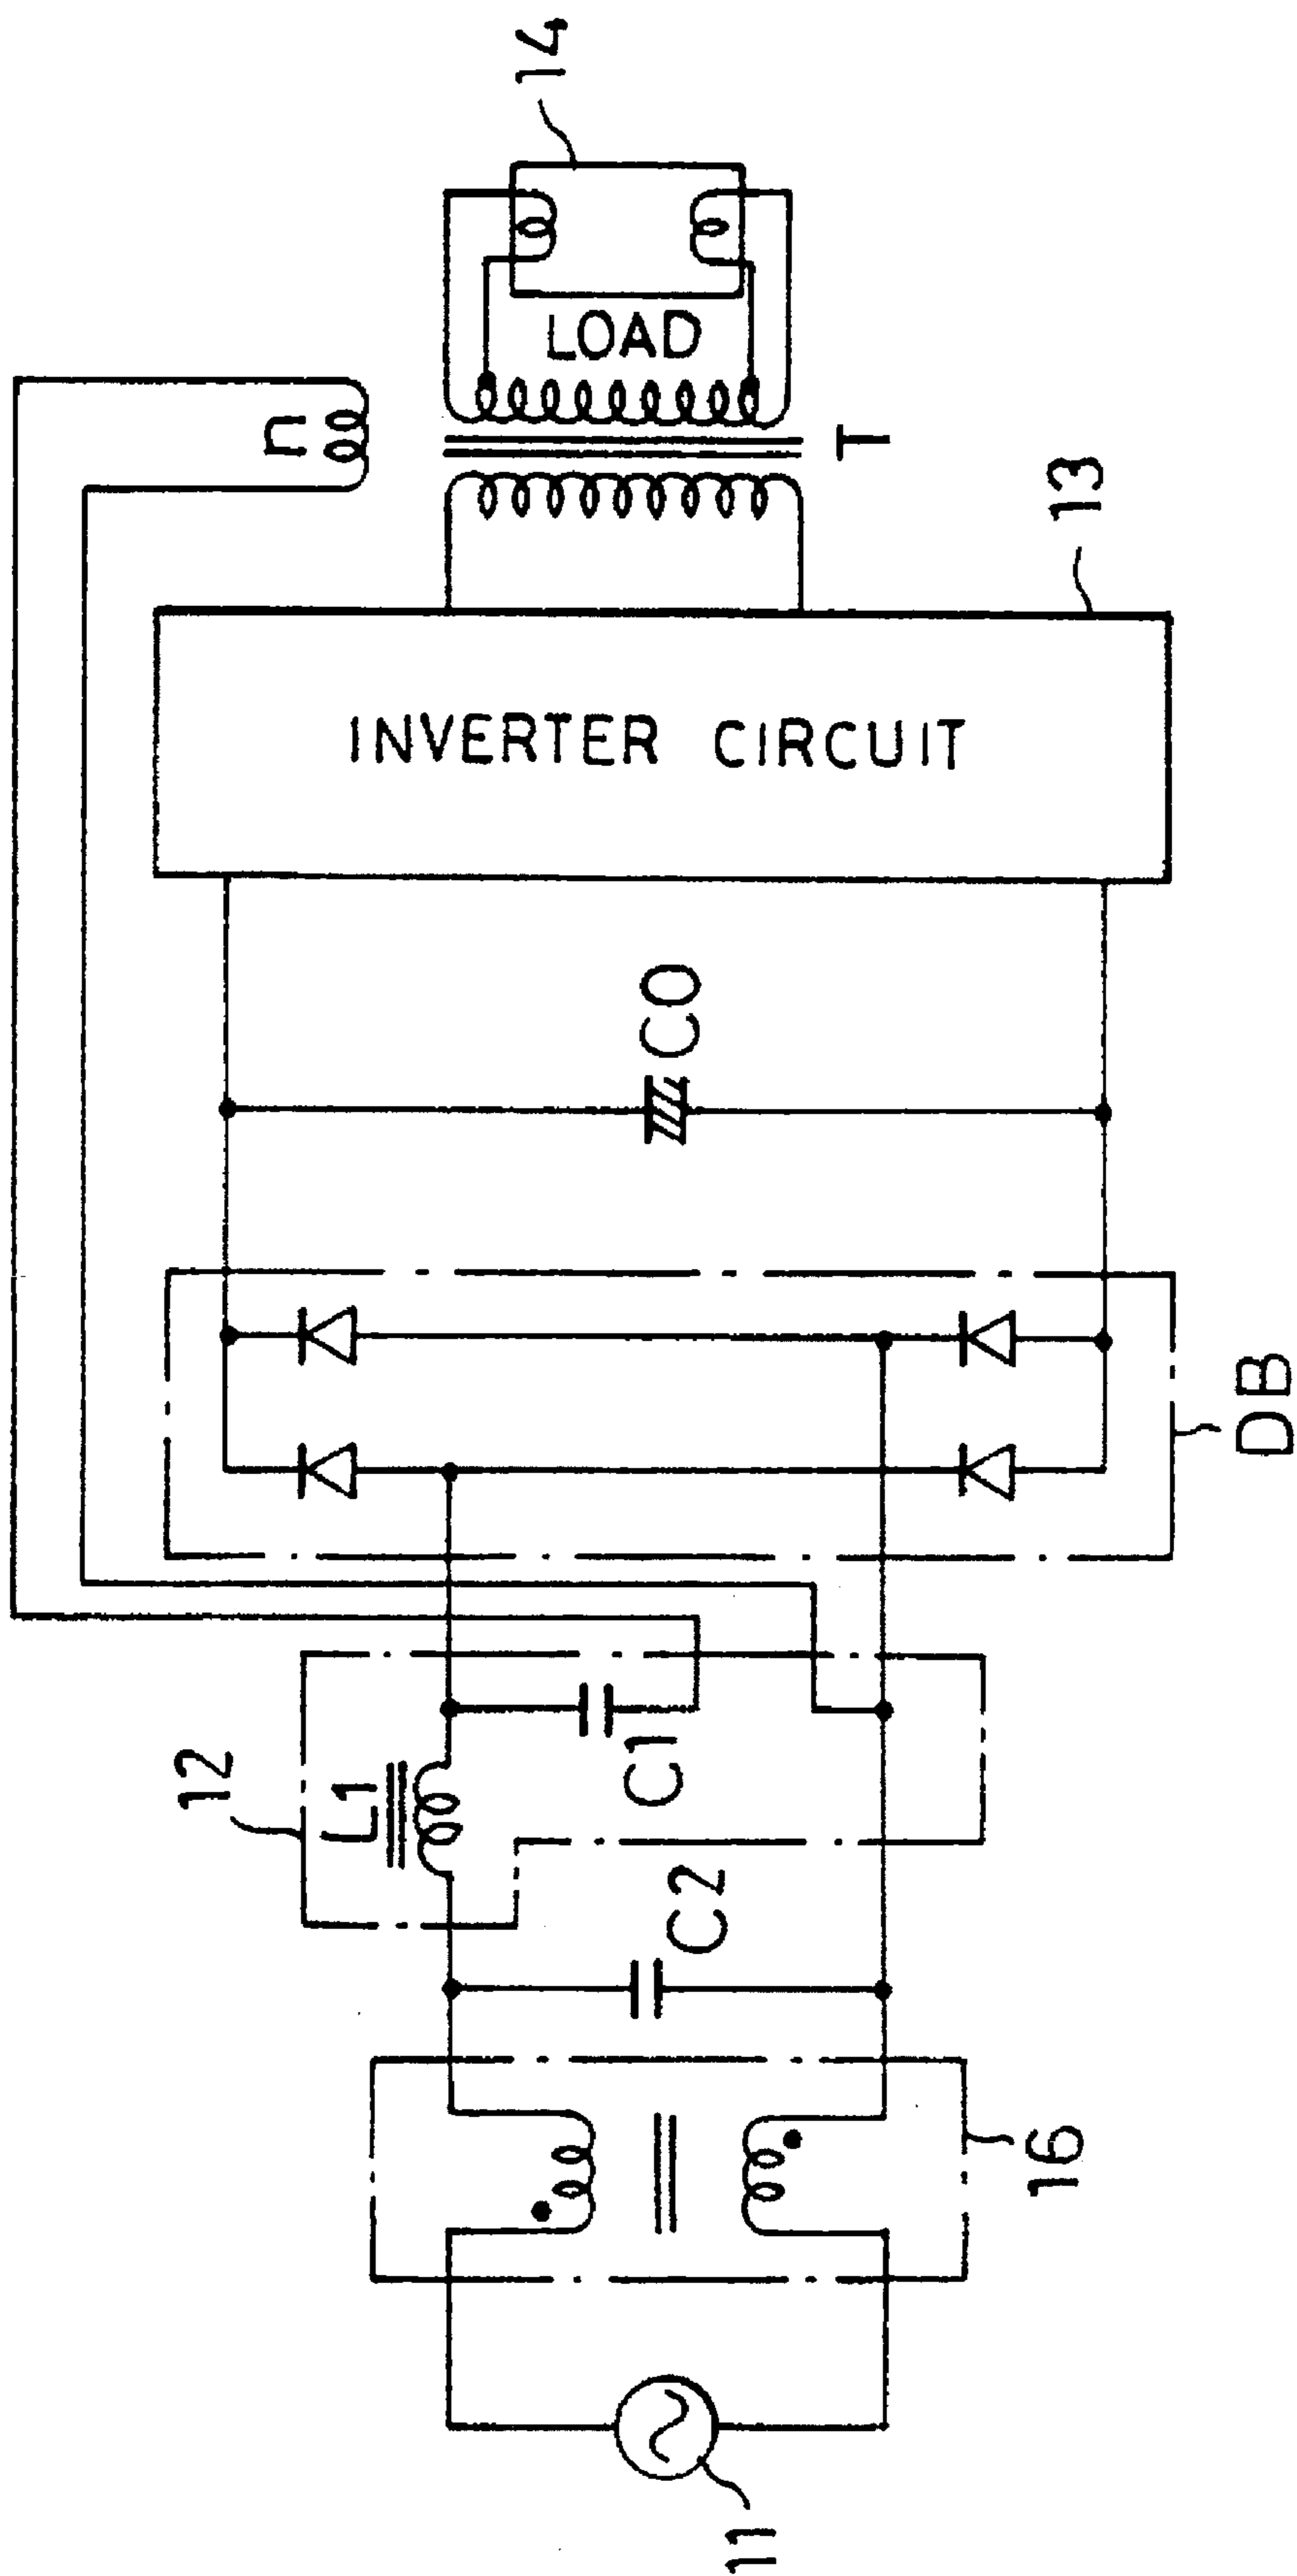 11
16
C2
12
L1
C1
DB
C0
INVERTER CIRCUIT
13
n
T
LOAD
14